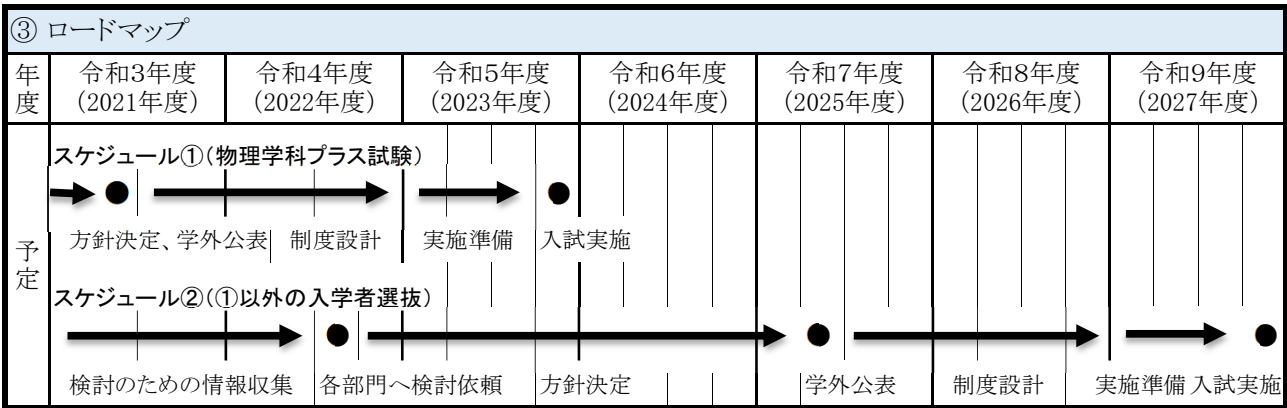 ③ ロードマップ
年度
令和3年度
(2021年度)
令和4年度
(2022年度)
令和5年度
(2023年度)
令和6年度
(2024年度)
令和7年度
(2025年度)
令和8年度
(2026年度)
令和9年度
(2027年度)
予定
スケジュール①(物理学科プラス試験)
方針決定、学外公表 制度設計 実施準備 入試実施
スケジュール②(①以外の入学者選抜)
検討のための情報収集 各部門へ検討依頼 方針決定 学外公表 制度設計 実施準備 入試実施